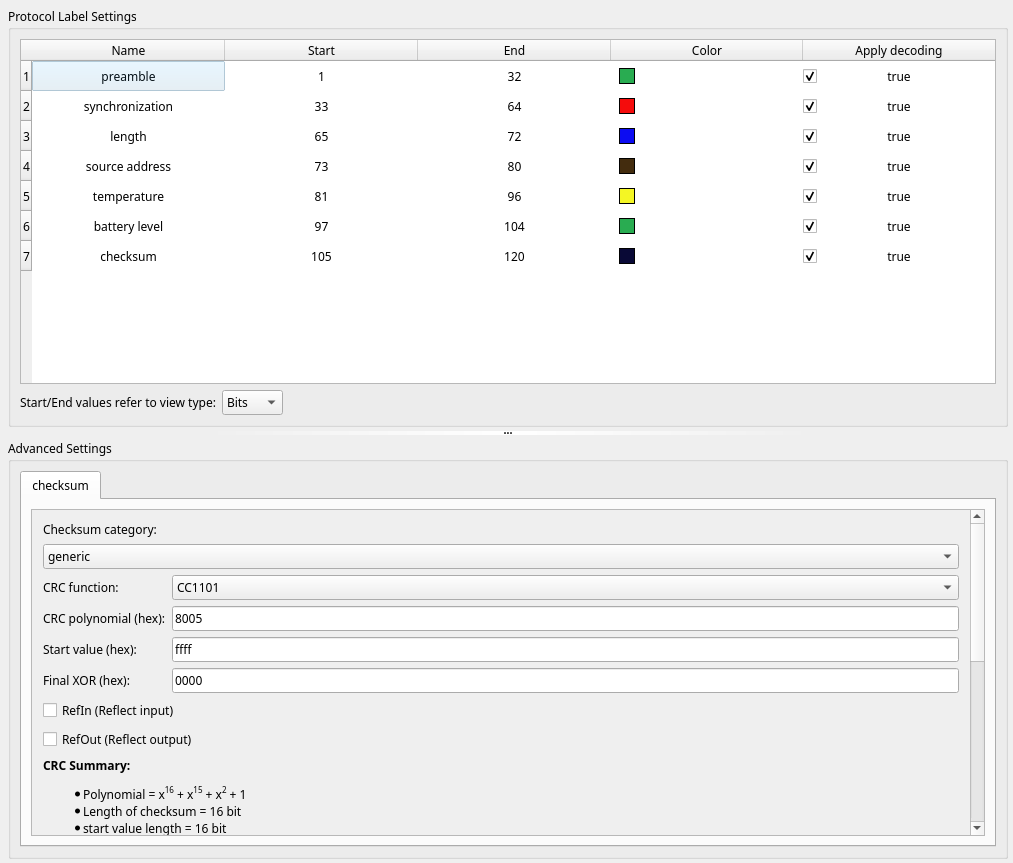 Protocol Label Settings
Name Start End Color Apply decoding
1 preamble 1 32 true
2 synchronization 33 64 true
3 length 65 72 true
4 source address 73 80 true
5 temperature 81 96 true
6 battery level 97 104 true
7 checksum 105 120 true
Start/End values refer to view type: Bits
Advanced Settings
checksum
Checksum category:
generic
CRC function: CC1101
CRC polynomial (hex): 8005
Start value (hex): ffff
Final XOR (hex): 0000
RefIn (Reflect input)
RefOut (Reflect output)
CRC Summary:
• Polynomial = x¹⁶ + x¹⁵ + x² + 1
• Length of checksum = 16 bit
• start value length = 16 bit